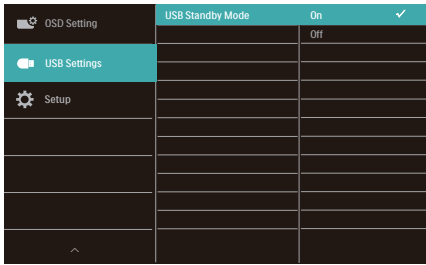 OSD Setting
USB Settings
Setup
USB Standby Mode
On
Off